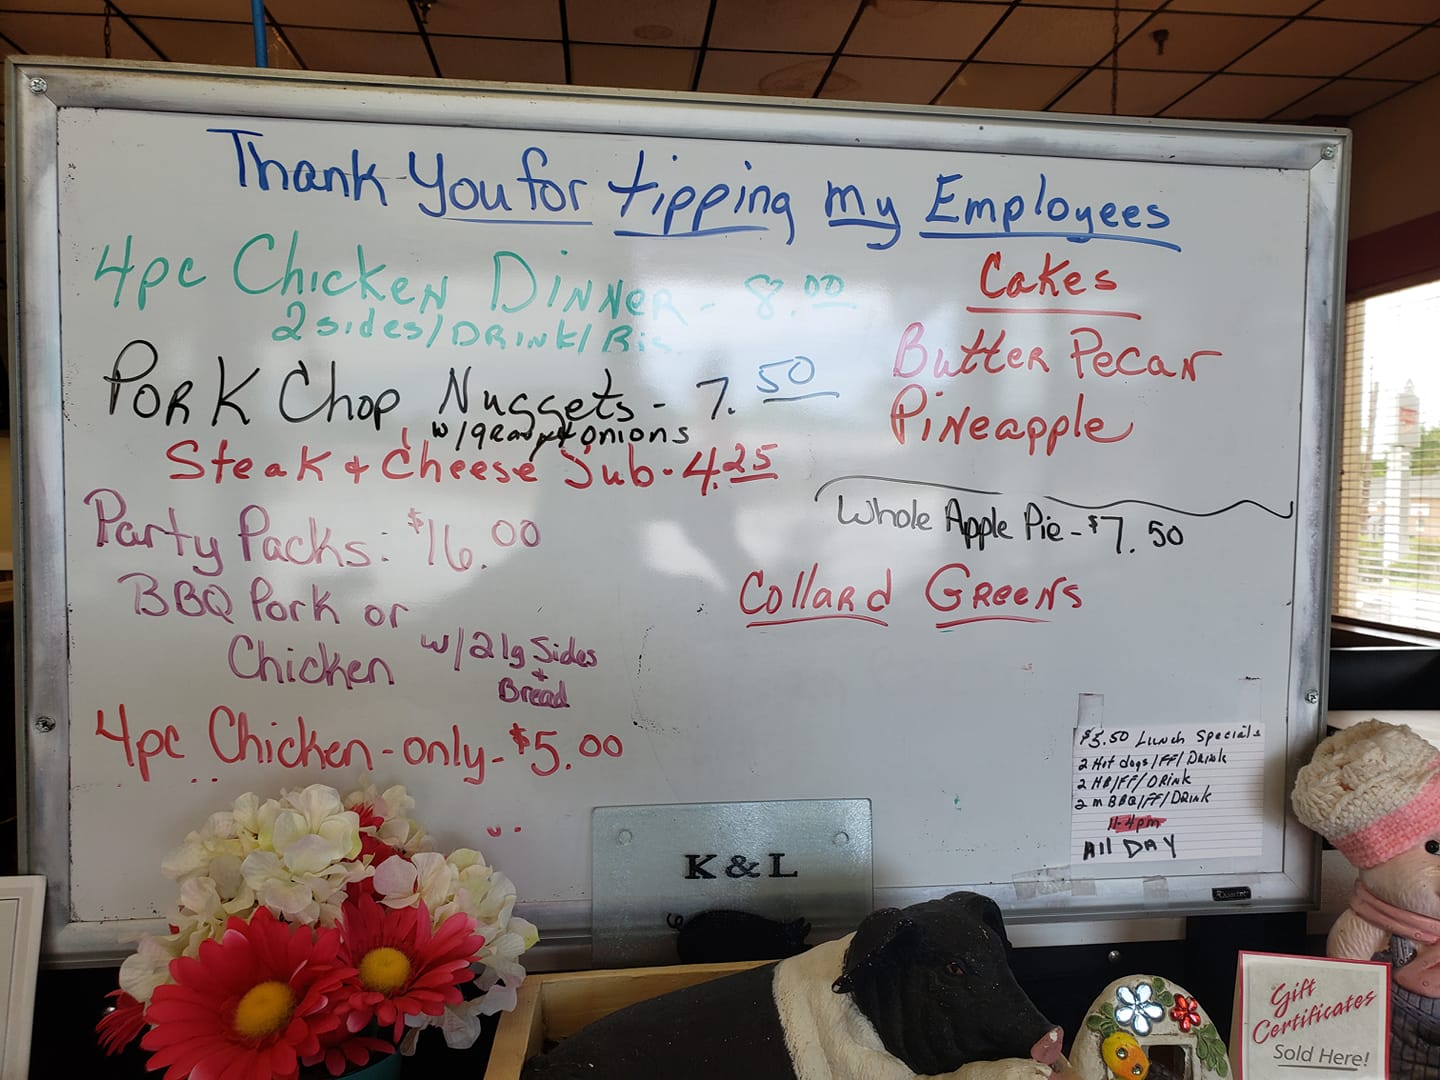 Thank You for tipping my Employees
4pc Chicken Dinner - 8.00
2 sides/Drink/Bis
Pork Chop Nuggets - 7.50
w/gravy + onions
Steak + Cheese Sub - 4.25
Party Packs: $16.00
BBQ Pork or
Chicken w/2 lg Sides
+
Bread
4pc Chicken - only - $5.00
Cakes
Butter Pecan
Pineapple
Whole Apple Pie - $7.50
Collard Greens
$5.50 Lunch Specials
2 Hot dogs/FF/Drink
2 HB/FF/Drink
2 m BBQ/FF/Drink
11-4pm
All DAY
K & L
Quartet
Gift
Certificates
Sold Here!